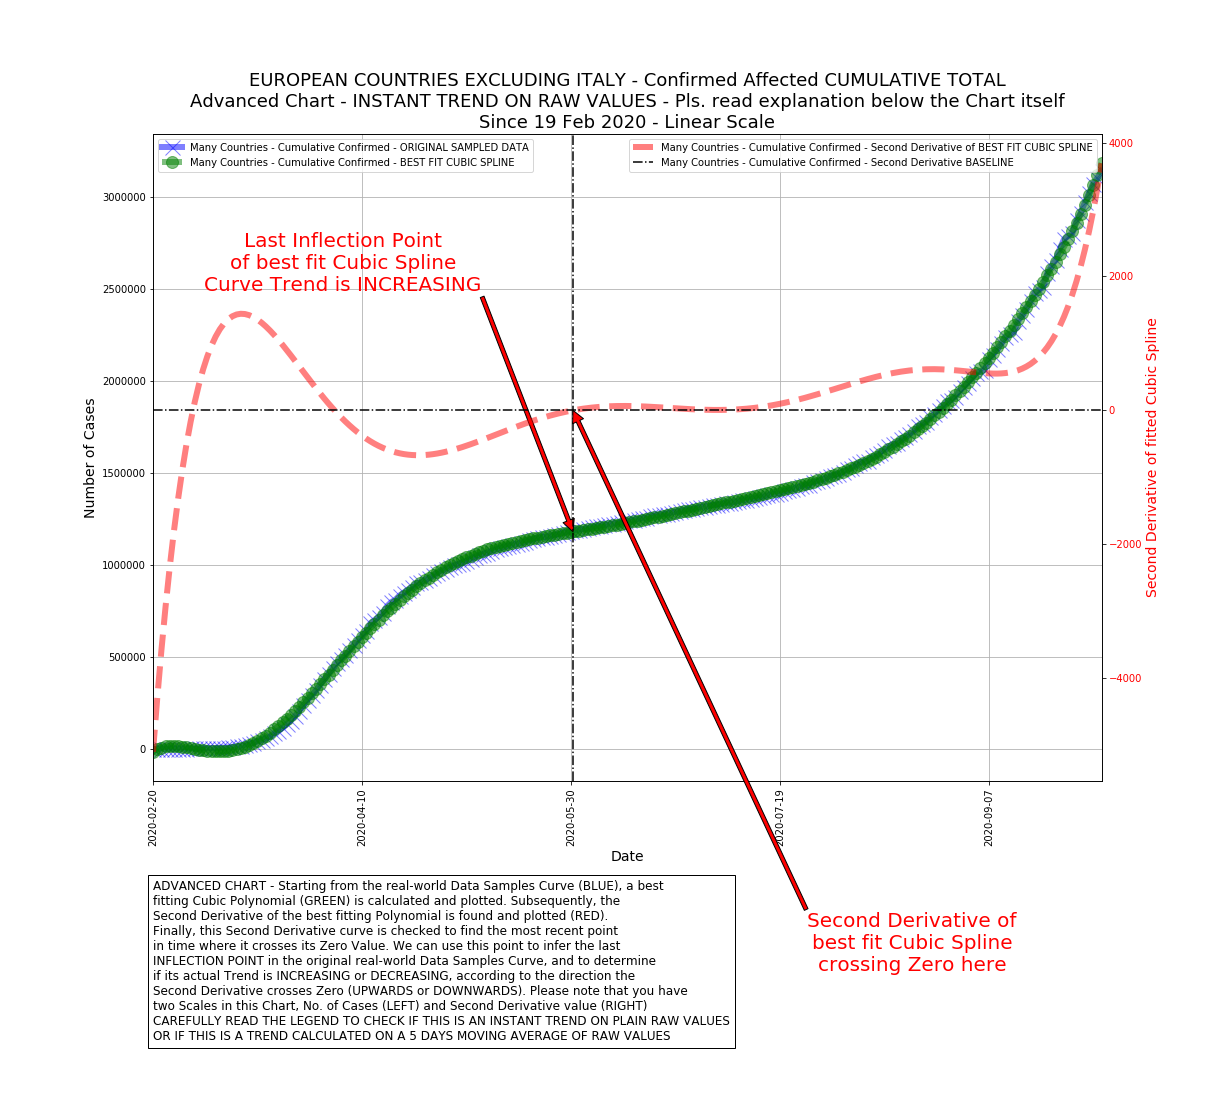 EUROPEAN COUNTRIES EXCLUDING ITALY - Confirmed Affected CUMULATIVE TOTAL
Advanced Chart - INSTANT TREND ON RAW VALUES - Pls. read explanation below the Chart itself
Since 19 Feb 2020 - Linear Scale
Many Countries - Cumulative Confirmed - ORIGINAL SAMPLED DATA
Many Countries - Cumulative Confirmed - BEST FIT CUBIC SPLINE
Many Countries - Cumulative Confirmed - Second Derivative of BEST FIT CUBIC SPLINE
Many Countries - Cumulative Confirmed - Second Derivative BASELINE
Last Inflection Point
of best fit Cubic Spline
Curve Trend is INCREASING
Number of Cases
3000000
2500000
2000000
1500000
1000000
500000
0
4000
2000
0
−2000
−4000
Second Derivative of fitted Cubic Spline
2020-02-20
2020-04-10
2020-05-30
2020-07-19
2020-09-07
Date
ADVANCED CHART - Starting from the real-world Data Samples Curve (BLUE), a best
fitting Cubic Polynomial (GREEN) is calculated and plotted. Subsequently, the
Second Derivative of the best fitting Polynomial is found and plotted (RED).
Finally, this Second Derivative curve is checked to find the most recent point
in time where it crosses its Zero Value. We can use this point to infer the last
INFLECTION POINT in the original real-world Data Samples Curve, and to determine
if its actual Trend is INCREASING or DECREASING, according to the direction the
Second Derivative crosses Zero (UPWARDS or DOWNWARDS). Please note that you have
two Scales in this Chart, No. of Cases (LEFT) and Second Derivative value (RIGHT)
CAREFULLY READ THE LEGEND TO CHECK IF THIS IS AN INSTANT TREND ON PLAIN RAW VALUES
OR IF THIS IS A TREND CALCULATED ON A 5 DAYS MOVING AVERAGE OF RAW VALUES
Second Derivative of
best fit Cubic Spline
crossing Zero here